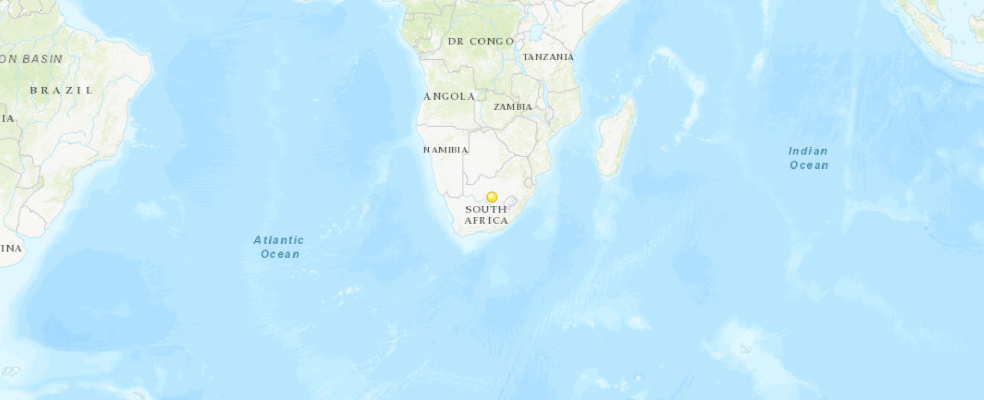 DR CONGO
TANZANIA
ON BASIN
BRAZIL
ANGOLA
ZAMBIA
IA
NAMIBIA
Indian
Ocean
SOUTH
AFRICA
Atlantic
Ocean
INA